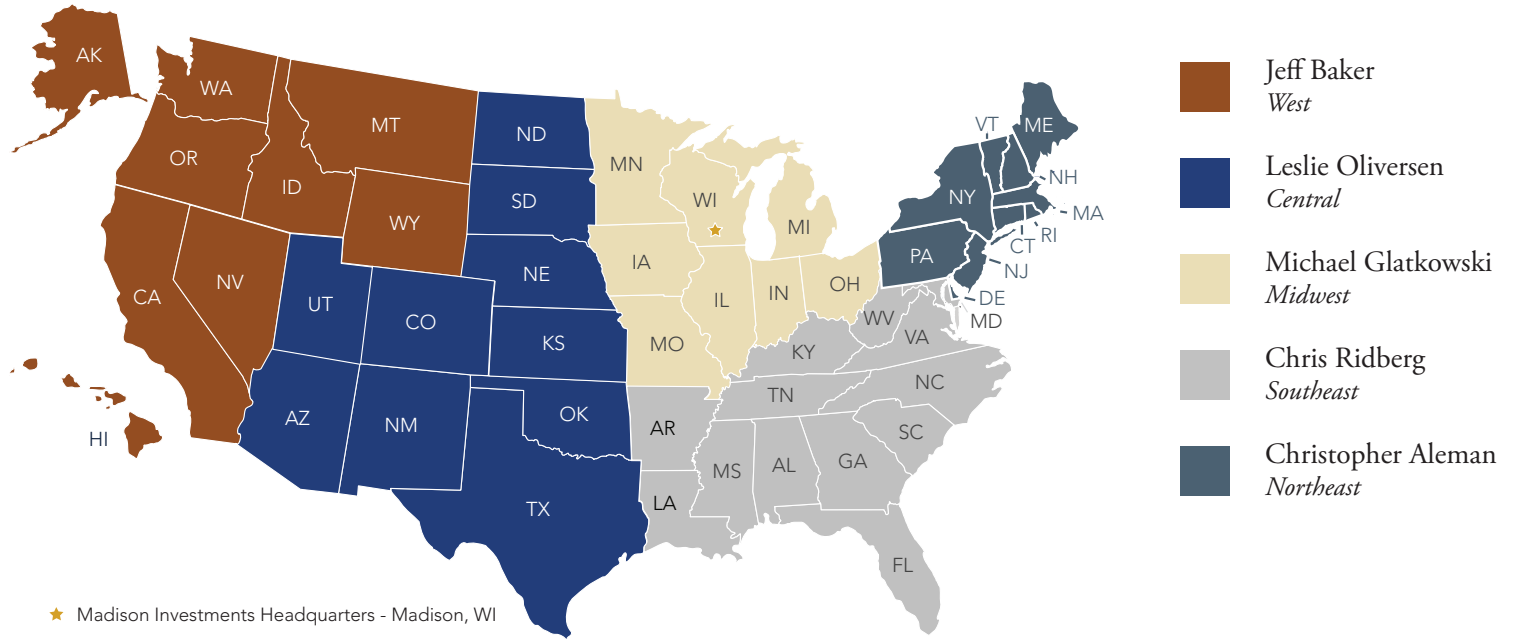 AK
WA
MT
ND
MN
VT
ME
OR
ID
SD
WI
NY
NH
MA
WY
MI
RI
CT
NE
IA
PA
NJ
CA
NV
UT
CO
IL
IN
OH
DE
MD
KS
MO
WV
VA
KY
AZ
NM
OK
TN
NC
HI
AR
SC
MS
AL
GA
TX
LA
FL
Madison Investments Headquarters - Madison, WI
Jeff Baker
West
Leslie Oliversen
Central
Michael Glatkowski
Midwest
Chris Ridberg
Southeast
Christopher Aleman
Northeast